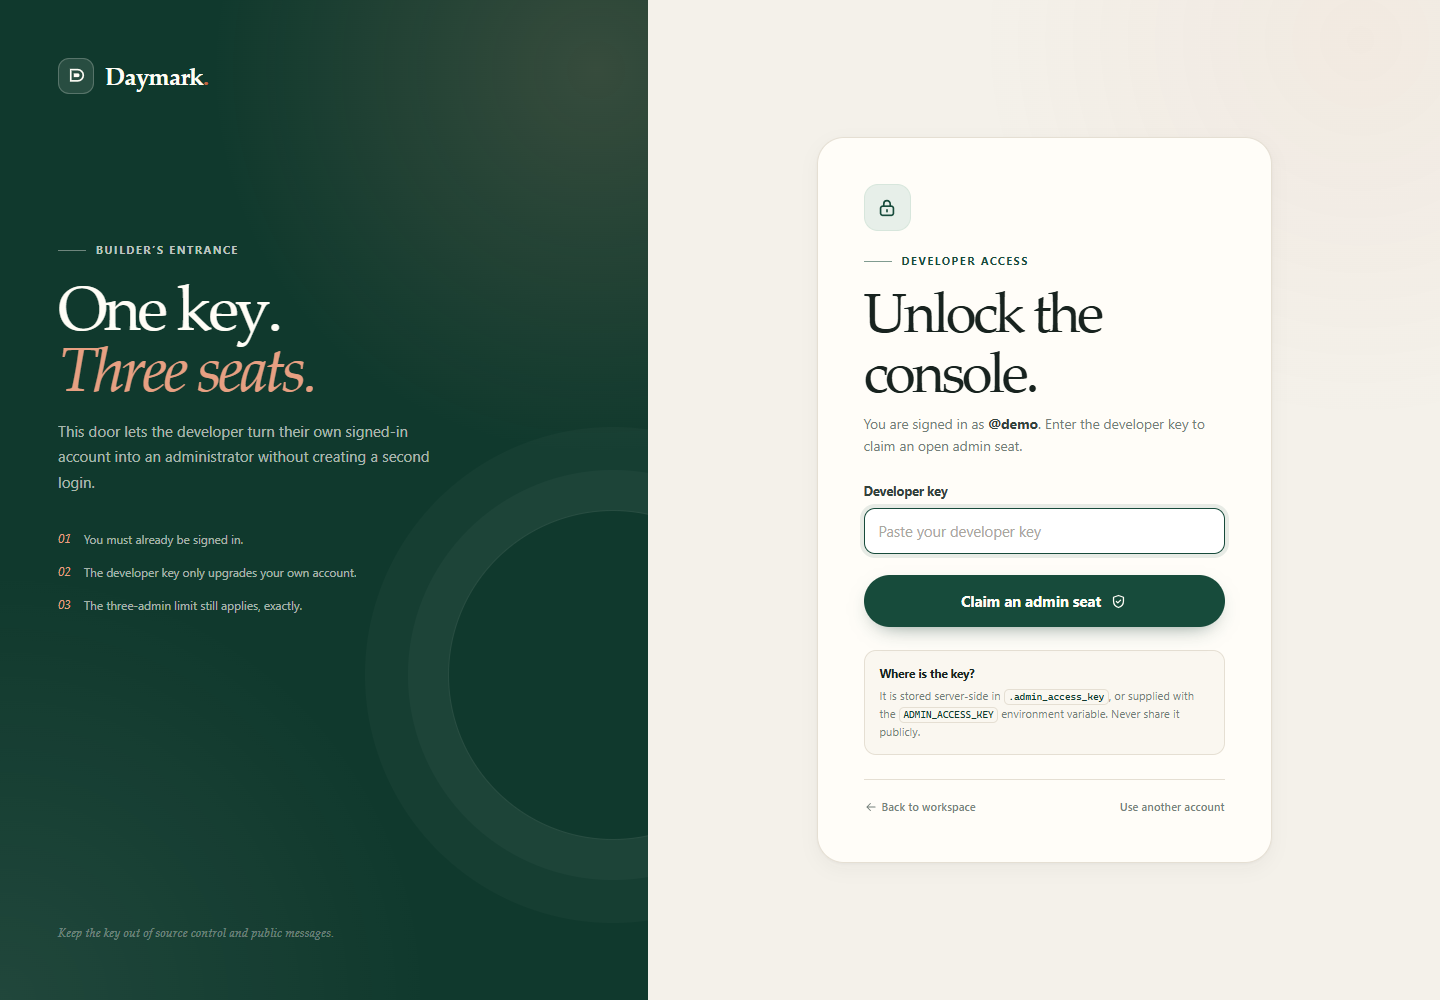 Daymark.
BUILDER'S ENTRANCE
One key.
Three seats.
This door lets the developer turn their own signed-in
account into an administrator without creating a second
login.
01 You must already be signed in.
02 The developer key only upgrades your own account.
03 The three-admin limit still applies, exactly.
Keep the key out of source control and public messages.
DEVELOPER ACCESS
Unlock the
console.
You are signed in as @demo. Enter the developer key to
claim an open admin seat.
Developer key
Paste your developer key
Claim an admin seat
Where is the key?
It is stored server-side in .admin_access_key, or supplied with
the ADMIN_ACCESS_KEY environment variable. Never share it
publicly.
← Back to workspace
Use another account